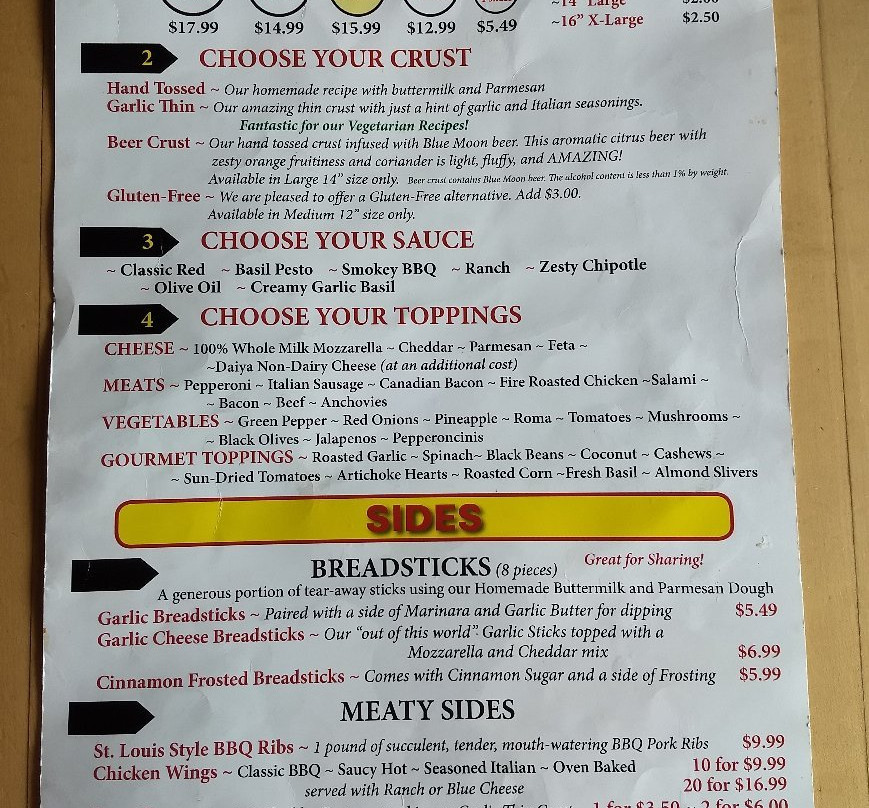 ~14" Large
$17.99 $14.99 $15.99 $12.99 $5.49 ~16" X-Large $2.50
2 CHOOSE YOUR CRUST
Hand Tossed ~ Our homemade recipe with buttermilk and Parmesan
Garlic Thin ~ Our amazing thin crust with just a hint of garlic and Italian seasonings.
Fantastic for our Vegetarian Recipes!
Beer Crust ~ Our hand tossed crust infused with Blue Moon beer. This aromatic citrus beer with
zesty orange fruitiness and coriander is light, fluffy, and AMAZING!
Available in Large 14" size only. Beer crust contains Blue Moon beer. The alcohol content is less than 1% by weight.
Gluten-Free ~ We are pleased to offer a Gluten-Free alternative. Add $3.00.
Available in Medium 12" size only.
3 CHOOSE YOUR SAUCE
~ Classic Red ~ Basil Pesto ~ Smokey BBQ ~ Ranch ~ Zesty Chipotle
~ Olive Oil ~ Creamy Garlic Basil
4 CHOOSE YOUR TOPPINGS
CHEESE ~ 100% Whole Milk Mozzarella ~ Cheddar ~ Parmesan ~ Feta ~
~Daiya Non-Dairy Cheese (at an additional cost)
MEATS ~ Pepperoni ~ Italian Sausage ~ Canadian Bacon ~ Fire Roasted Chicken ~Salami ~
~ Bacon ~ Beef ~ Anchovies
VEGETABLES ~ Green Pepper ~ Red Onions ~ Pineapple ~ Roma ~ Tomatoes ~ Mushrooms ~
~ Black Olives ~ Jalapenos ~ Pepperoncinis
GOURMET TOPPINGS ~ Roasted Garlic ~ Spinach~ Black Beans ~ Coconut ~ Cashews ~
~ Sun-Dried Tomatoes ~ Artichoke Hearts ~ Roasted Corn ~Fresh Basil ~ Almond Slivers
SIDES
BREADSTICKS (8 pieces) Great for Sharing!
A generous portion of tear-away sticks using our Homemade Buttermilk and Parmesan Dough
Garlic Breadsticks ~ Paired with a side of Marinara and Garlic Butter for dipping $5.49
Garlic Cheese Breadsticks ~ Our "out of this world" Garlic Sticks topped with a
Mozzarella and Cheddar mix $6.99
Cinnamon Frosted Breadsticks ~ Comes with Cinnamon Sugar and a side of Frosting $5.99
MEATY SIDES
St. Louis Style BBQ Ribs ~ 1 pound of succulent, tender, mouth-watering BBQ Pork Ribs $9.99
Chicken Wings ~ Classic BBQ ~ Saucy Hot ~ Seasoned Italian ~ Oven Baked 10 for $9.99
served with Ranch or Blue Cheese 20 for $16.99
1 for $3.50 ~ 2 for $6.00